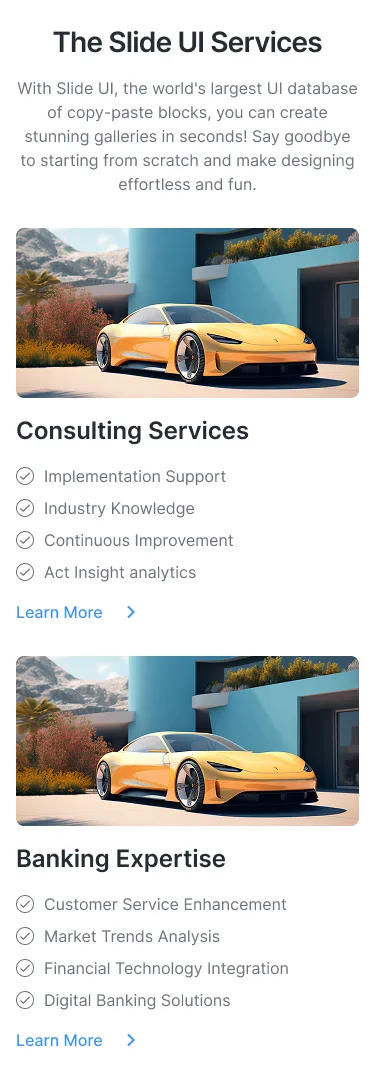 The Slide UI Services
With Slide UI, the world's largest UI database
of copy-paste blocks, you can create
stunning galleries in seconds! Say goodbye
to starting from scratch and make designing
effortless and fun.
Consulting Services
Implementation Support
Industry Knowledge
Continuous Improvement
Act Insight analytics
Learn More
Banking Expertise
Customer Service Enhancement
Market Trends Analysis
Financial Technology Integration
Digital Banking Solutions
Learn More